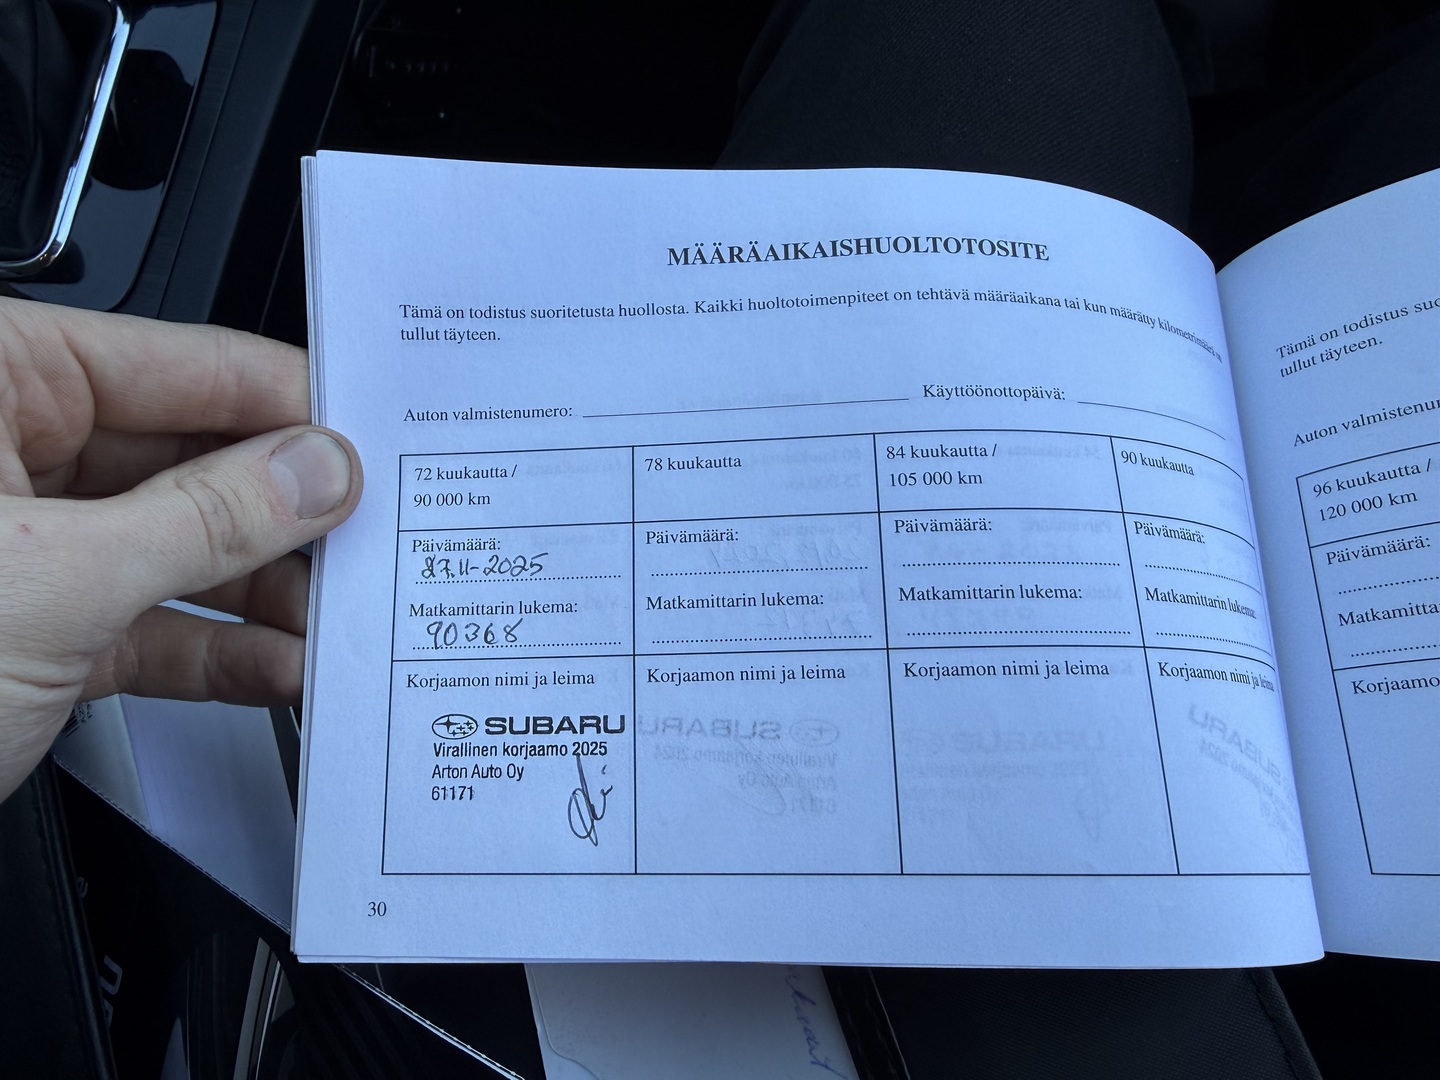 MÄÄRÄAIKAISHUOLTOTOSITE
Tämä on todistus suoritetusta huollosta. Kaikki huoltotoimenpiteet on tehtävä määräaikana tai kun määrätty kilometrimäärä on
tullut täyteen.
Auton valmistenumero: Käyttöönottopäivä:
72 kuukautta /
90 000 km
78 kuukautta
84 kuukautta /
105 000 km
90 kuukautta
Päivämäärä: Päivämäärä: Päivämäärä: Päivämäärä:
27.11-2025
Matkamittarin lukema: Matkamittarin lukema: Matkamittarin lukema: Matkamittarin lukema:
90368
Korjaamon nimi ja leima Korjaamon nimi ja leima Korjaamon nimi ja leima Korjaamon nimi ja leima
SUBARU
Virallinen korjaamo 2025
Arton Auto Oy
61171
30
Tämä on todistus
tullut täyteen.
Auton
96 kuukautta /
120 000 km
Päivämäärä: